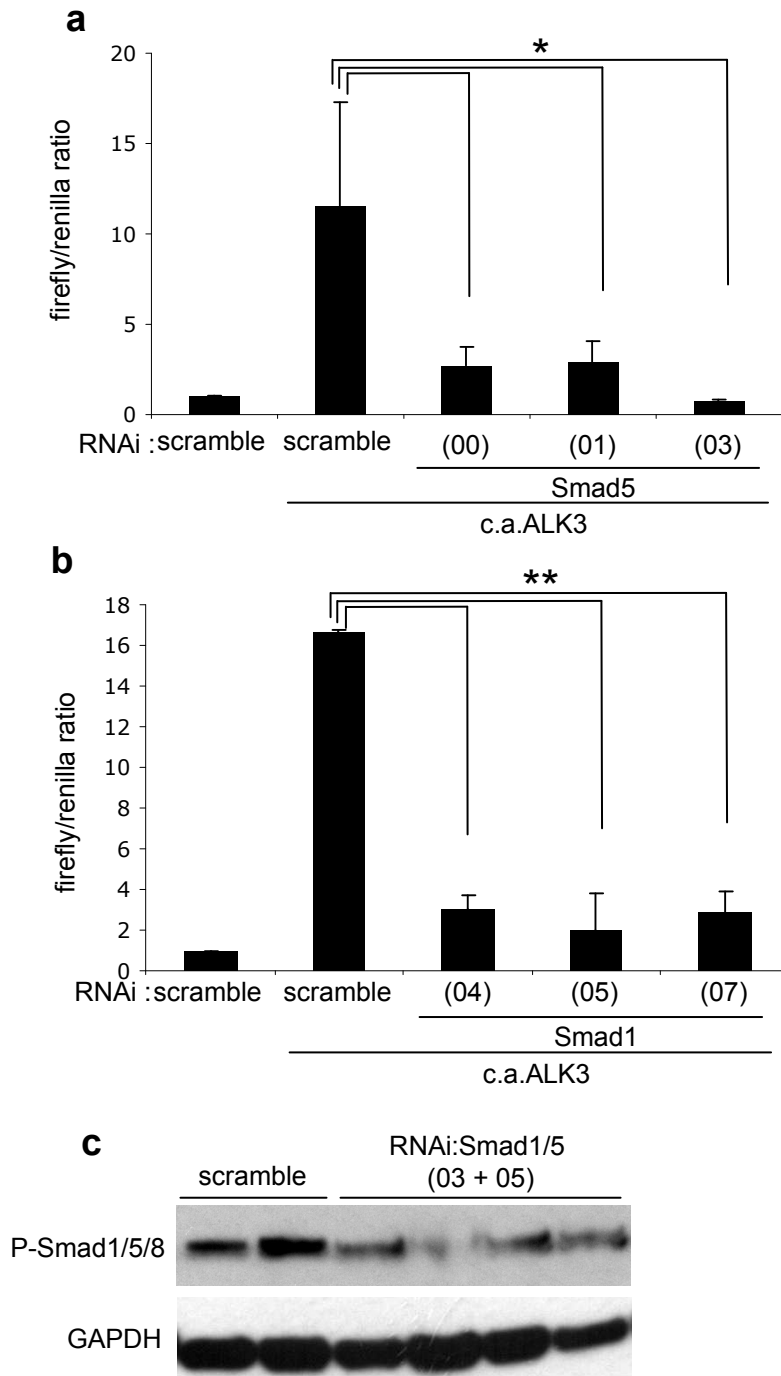 a
*
20
15
10
5
0
firefly/renilla ratio
RNAi : scramble scramble (00) (01) (03)
Smad5
c.a.ALK3
b
**
18
16
14
12
10
8
6
4
2
0
firefly/renilla ratio
RNAi : scramble scramble (04) (05) (07)
Smad1
c.a.ALK3
c
RNAi:Smad1/5
scramble (03 + 05)
P-Smad1/5/8
GAPDH